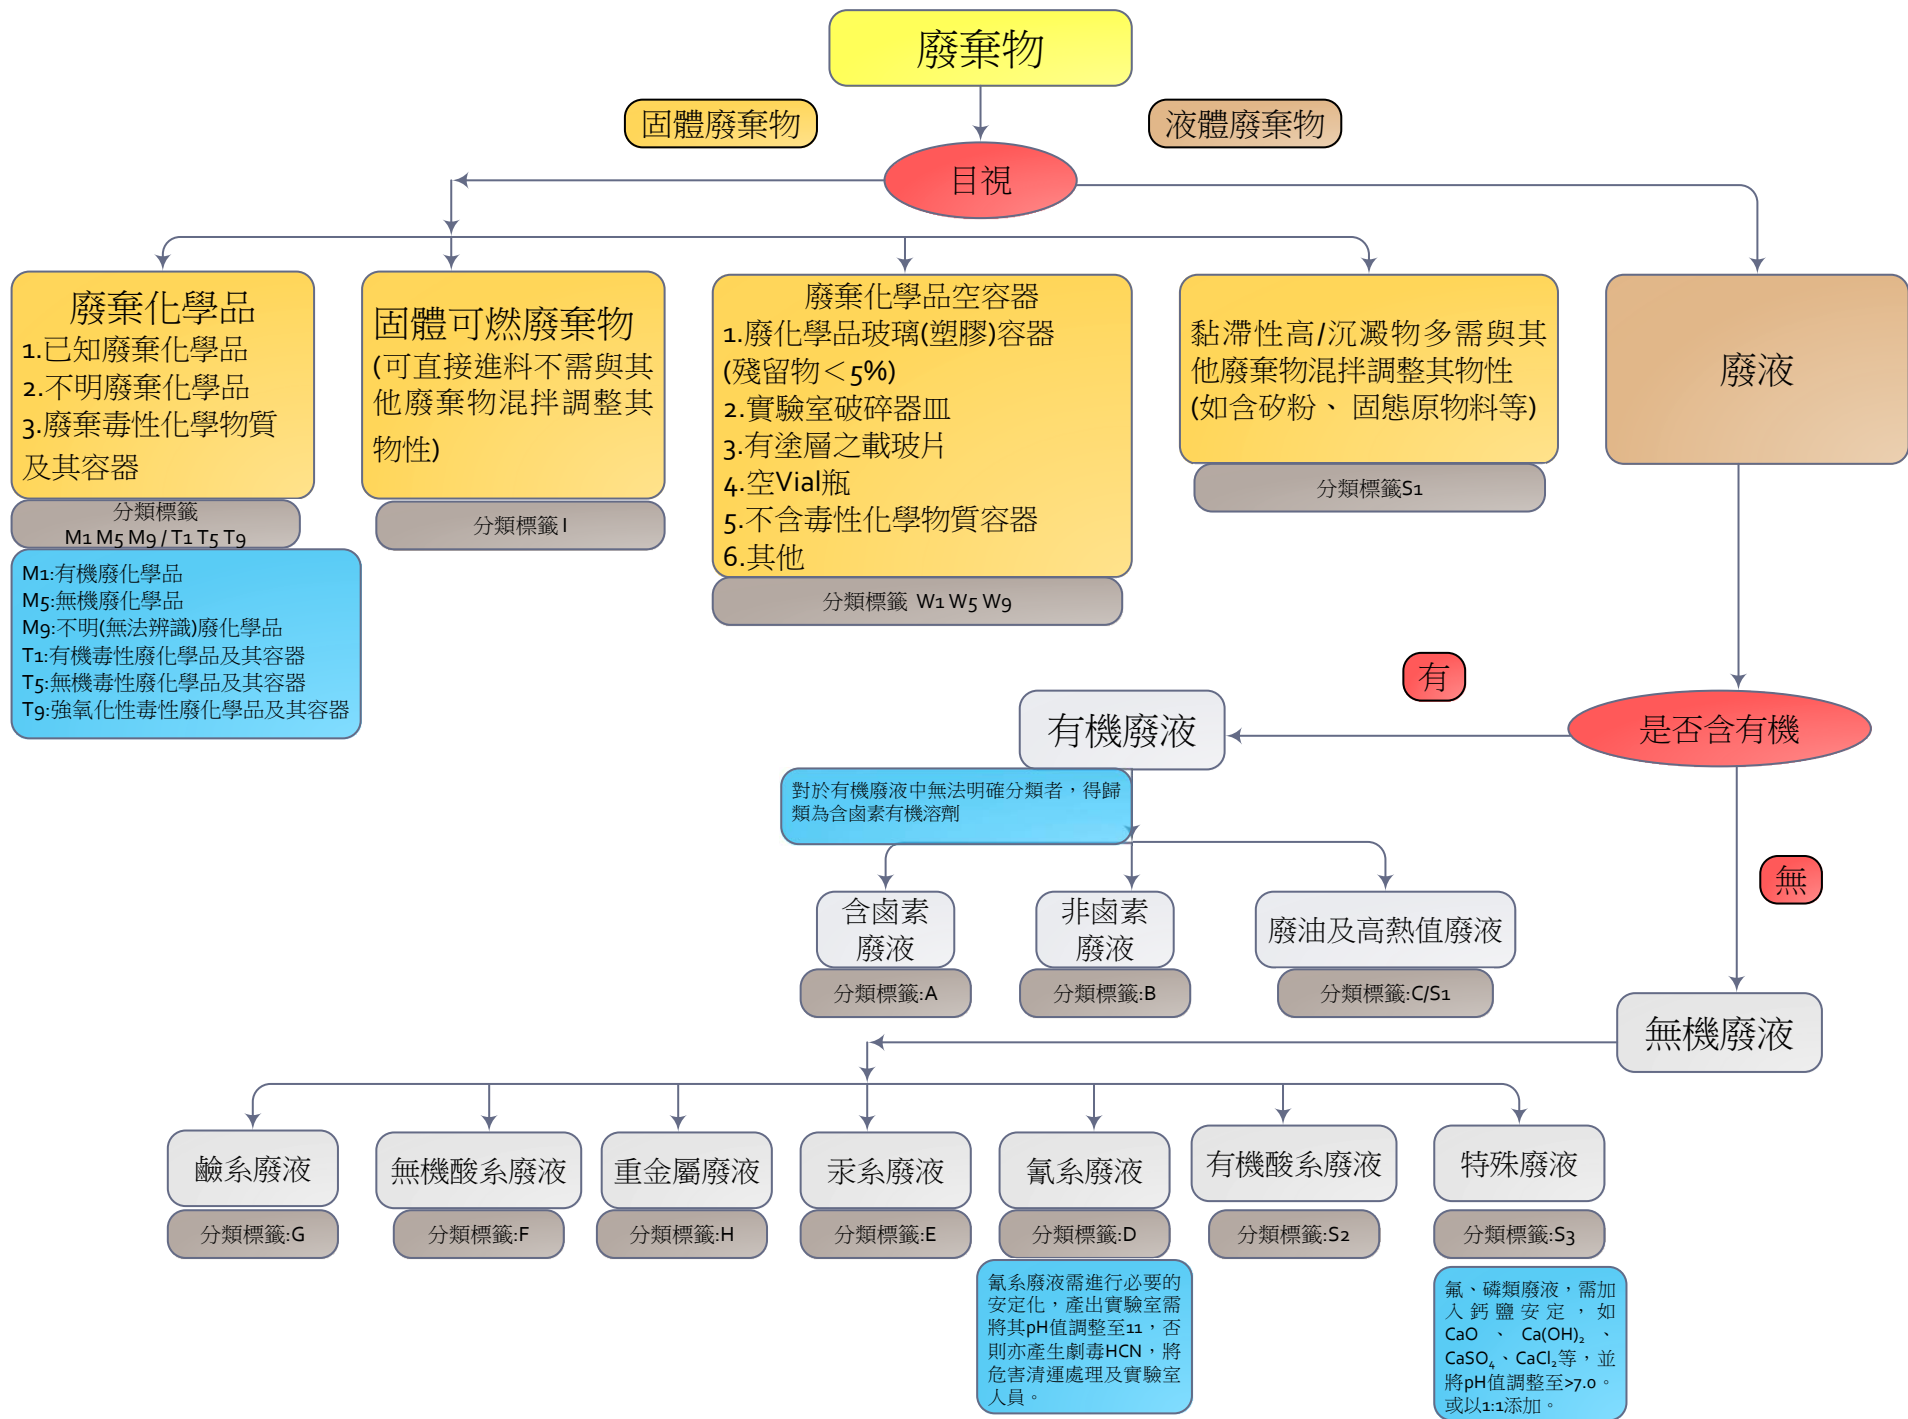 廢棄物
固體廢棄物
液體廢棄物
目視
廢棄化學品
1.已知廢棄化學品
2.不明廢棄化學品
3.廢棄毒性化學物質
及其容器
分類標籤
M1 M5 M9 / T1 T5 T9
M1:有機廢化學品
M5:無機廢化學品
M9:不明(無法辨識)廢化學品
T1:有機毒性廢化學品及其容器
T5:無機毒性廢化學品及其容器
T9:強氧化性毒性廢化學品及其容器
固體可燃廢棄物
(可直接進料不需與其
他廢棄物混拌調整其
物性)
分類標籤 I
廢棄化學品空容器
1.廢化學品玻璃(塑膠)容器
(殘留物＜5%)
2.實驗室破碎器皿
3.有塗層之載玻片
4.空Vial瓶
5.不含毒性化學物質容器
6.其他
分類標籤 W1 W5 W9
黏滯性高/沉澱物多需與其
他廢棄物混拌調整其物性
(如含矽粉、 固態原物料等)
分類標籤S1
廢液
有
是否含有機
有機廢液
對於有機廢液中無法明確分類者，得歸
類為含鹵素有機溶劑
無
含鹵素
廢液
分類標籤:A
非鹵素
廢液
分類標籤:B
廢油及高熱值廢液
分類標籤:C/S1
無機廢液
鹼系廢液
分類標籤:G
無機酸系廢液
分類標籤:F
重金屬廢液
分類標籤:H
汞系廢液
分類標籤:E
氰系廢液
分類標籤:D
氰系廢液需進行必要的
安定化，產出實驗室需
將其pH值調整至11，否
則亦產生劇毒HCN，將
危害清運處理及實驗室
人員。
有機酸系廢液
分類標籤:S2
特殊廢液
分類標籤:S3
氟、磷類廢液，需加
入鈣鹽安定，如
CaO 、 Ca(OH)₂ 、
CaSO₄、CaCl₂等，並
將pH值調整至>7.0。
或以1:1添加。